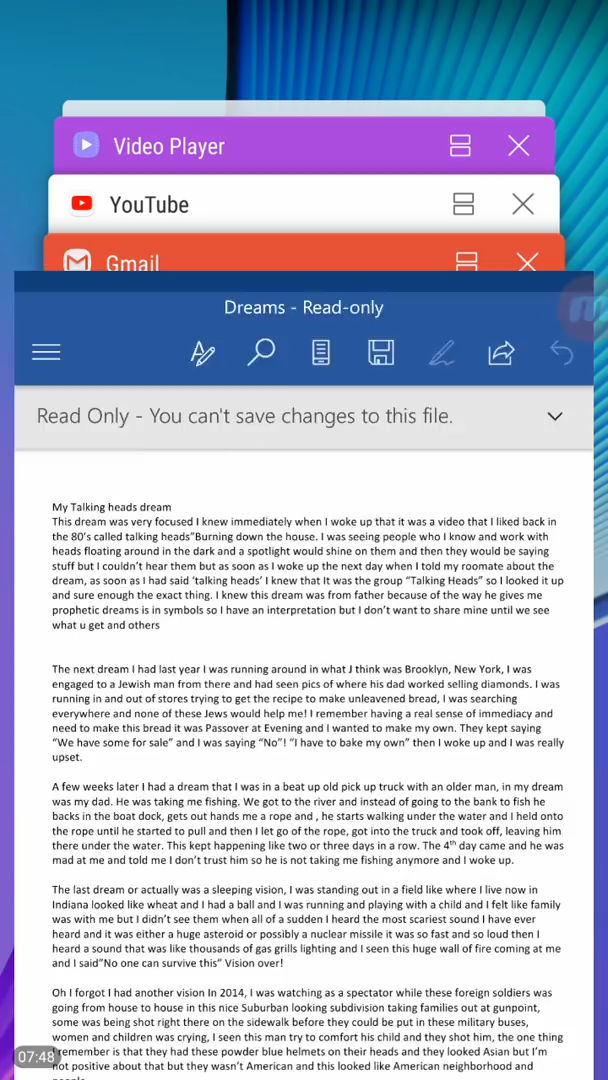 Video Player
YouTube
Gmail
Dreams - Read-only
Read Only - You can't save changes to this file.
My Talking heads dream
This dream was very focused I knew immediately when I woke up that it was a video that I liked back in
the 80's called talking heads"Burning down the house. I was seeing people who I know and work with
heads floating around in the dark and a spotlight would shine on them and then they would be saying
stuff but I couldn't hear them but as soon as I woke up the next day when I told my roomate about the
dream, as soon as I had said 'talking heads' I knew that It was the group "Talking Heads" so I looked it up
and sure enough the exact thing. I knew this dream was from father because of the way he gives me
prophetic dreams is in symbols so I have an interpretation but I don't want to share mine until we see
what u get and others
The next dream I had last year I was running around in what J think was Brooklyn, New York, I was
engaged to a Jewish man from there and had seen pics of where his dad worked selling diamonds. I was
running in and out of stores trying to get the recipe to make unleavened bread, I was searching
everywhere and none of these Jews would help me! I remember having a real sense of immediacy and
need to make this bread it was Passover at Evening and I wanted to make my own. They kept saying
"We have some for sale" and I was saying "No"! "I have to bake my own" then I woke up and I was really
upset.
A few weeks later I had a dream that I was in a beat up old pick up truck with an older man, in my dream
was my dad. He was taking me fishing. We got to the river and instead of going to the bank to fish he
backs in the boat dock, gets out hands me a rope and , he starts walking under the water and I held onto
the rope until he started to pull and then I let go of the rope, got into the truck and took off, leaving him
there under the water. This kept happening like two or three days in a row. The 4th day came and he was
mad at me and told me I don't trust him so he is not taking me fishing anymore and I woke up.
The last dream or actually was a sleeping vision, I was standing out in a field like where I live now in
Indiana looked like wheat and I had a ball and I was running and playing with a child and I felt like family
was with me but I didn't see them when all of a sudden I heard the most scariest sound I have ever
heard and it was either a huge asteroid or possibly a nuclear missile it was so fast and so loud then I
heard a sound that was like thousands of gas grills lighting and I seen this huge wall of fire coming at me
and I said"No one can survive this" Vision over!
Oh I forgot I had another vision In 2014, I was watching as a spectator while these foreign soldiers was
going from house to house in this nice Suburban looking subdivision taking families out at gunpoint,
some was being shot right there on the sidewalk before they could be put in these military buses,
women and children was crying, I seen this man try to comfort his child and they shot him, the one thing
I remember is that they had these powder blue helmets on their heads and they looked Asian but I'm
not positive about that but they wasn't American and this looked like American neighborhood and
07:48